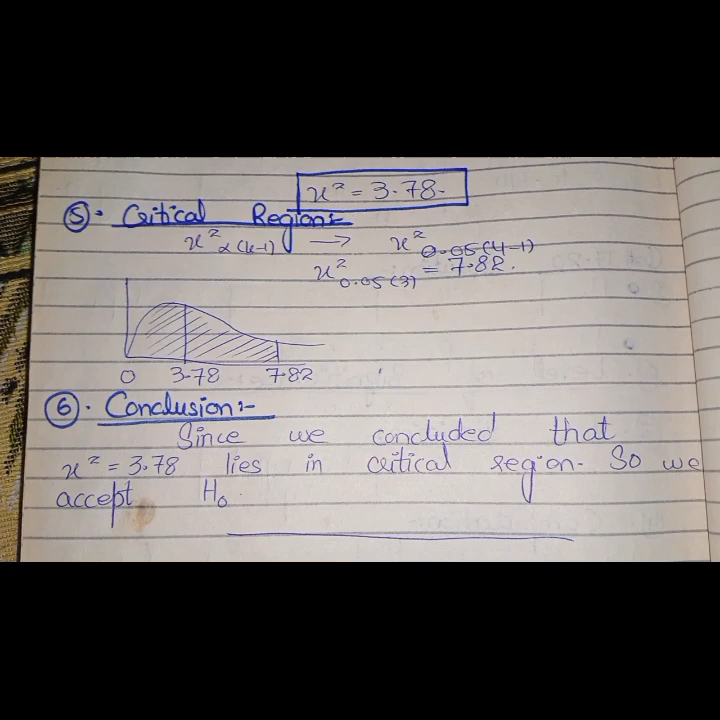 x² = 3.78.
⑤. Critical Region:-
x²α(k-1) → x²0.05(4-1)
x²0.05(3) = 7.82.
0 3.78 7.82
⑥. Conclusion:-
Since we concluded that
x² = 3.78 lies in critical region. So we
accept H₀.